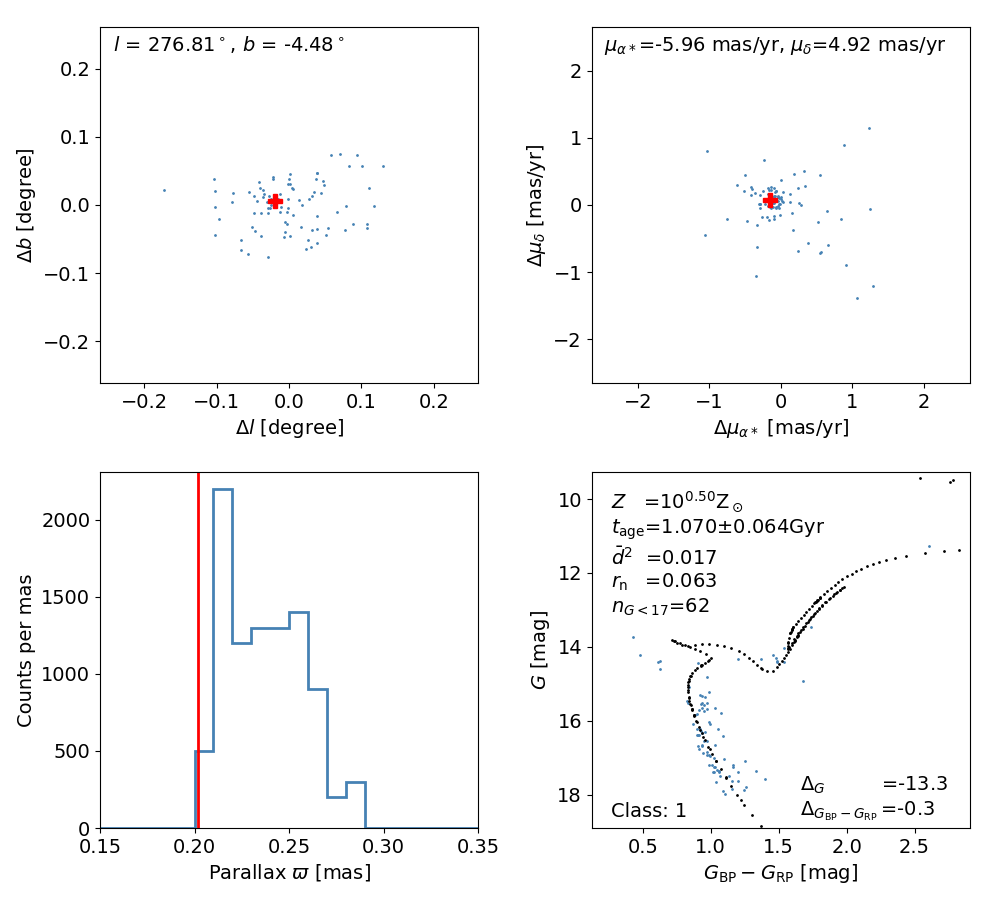 l = 276.81°, b = -4.48°
0.2
0.1
0.0
−0.1
−0.2
Δb [degree]
−0.2 −0.1 0.0 0.1 0.2
Δl [degree]
μα∗=-5.96 mas/yr, μδ=4.92 mas/yr
2
1
0
−1
−2
Δμδ [mas/yr]
−2 −1 0 1 2
Δμα∗ [mas/yr]
2000
1500
1000
500
0
Counts per mas
0.15 0.20 0.25 0.30 0.35
Parallax ϖ [mas]
Z =10^0.50 Z⊙
tage=1.070±0.064Gyr
d̄² =0.017
rn =0.063
nG<17=62
ΔG =-13.3
ΔGBP−GRP=-0.3
Class: 1
10
12
14
16
18
G [mag]
0.5 1.0 1.5 2.0 2.5
GBP − GRP [mag]